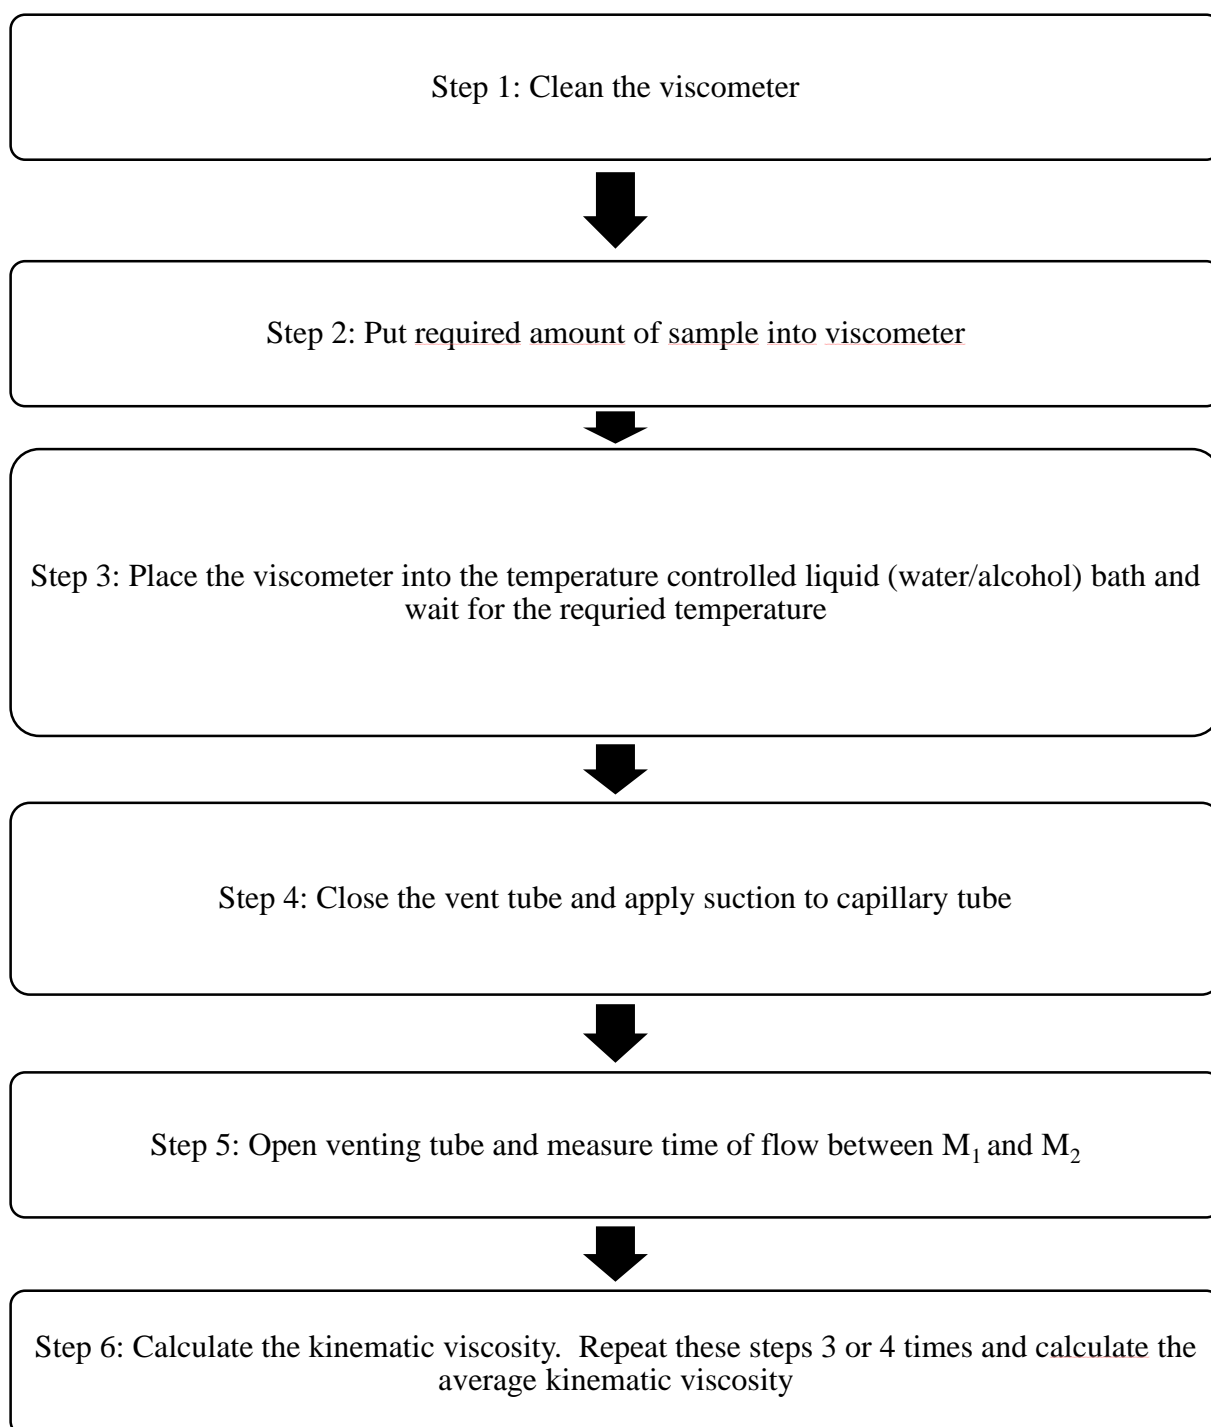 Step 1: Clean the viscometer
Step 2: Put required amount of sample into viscometer
Step 3: Place the viscometer into the temperature controlled liquid (water/alcohol) bath and
wait for the requried temperature
Step 4: Close the vent tube and apply suction to capillary tube
Step 5: Open venting tube and measure time of flow between M₁ and M₂
Step 6: Calculate the kinematic viscosity.  Repeat these steps 3 or 4 times and calculate the
average kinematic viscosity